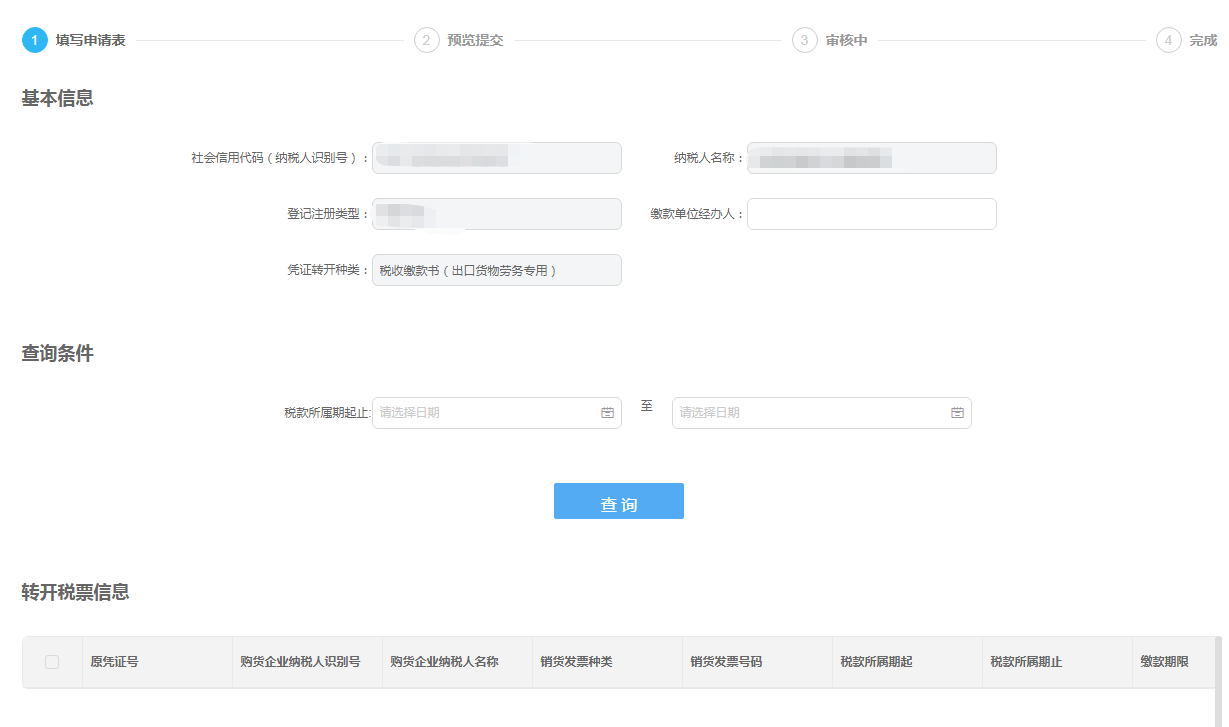 1 填写申请表 2 预览提交 3 审核中 4 完成
基本信息
社会信用代码（纳税人识别号）： 纳税人名称：
登记注册类型： 缴款单位经办人：
凭证转开种类： 税收缴款书（出口货物劳务专用）
查询条件
税款所属期起止: 请选择日期 至 请选择日期
查询
转开税票信息
原凭证号 购货企业纳税人识别号 购货企业纳税人名称 销货发票种类 销货发票号码 税款所属期起 税款所属期止 缴款期限